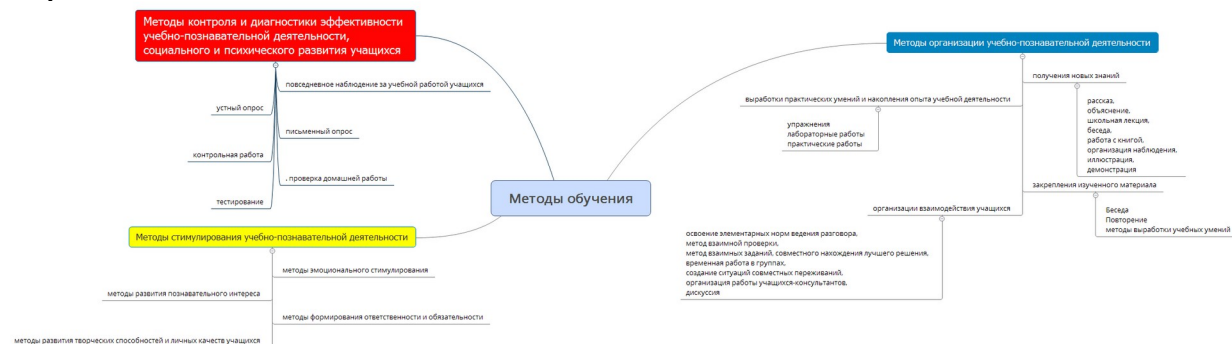 Методы контроля и диагностики эффективности
учебно-познавательной деятельности,
социального и психического развития учащихся
повседневное наблюдение за учебной работой учащихся
устный опрос
письменный опрос
контрольная работа
. проверка домашней работы
тестирование
Методы стимулирования учебно-познавательной деятельности
методы эмоционального стимулирования
методы развития познавательного интереса
методы формирования ответственности и обязательности
методы развития творческих способностей и личных качеств учащихся
Методы обучения
Методы организации учебно-познавательной деятельности
получения новых знаний
рассказ,
объяснение,
школьная лекция,
беседа,
работа с книгой,
организация наблюдения,
иллюстрация,
демонстрация
выработки практических умений и накопления опыта учебной деятельности
упражнения
лабораторные работы
практические работы
закрепления изученного материала
Беседа
Повторение
методы выработки учебных умений
организации взаимодействия учащихся
освоение элементарных норм ведения разговора,
метод взаимной проверки,
метод взаимных заданий, совместного нахождения лучшего решения,
временная работа в группах,
создание ситуаций совместных переживаний,
организация работы учащихся-консультантов,
дискуссия